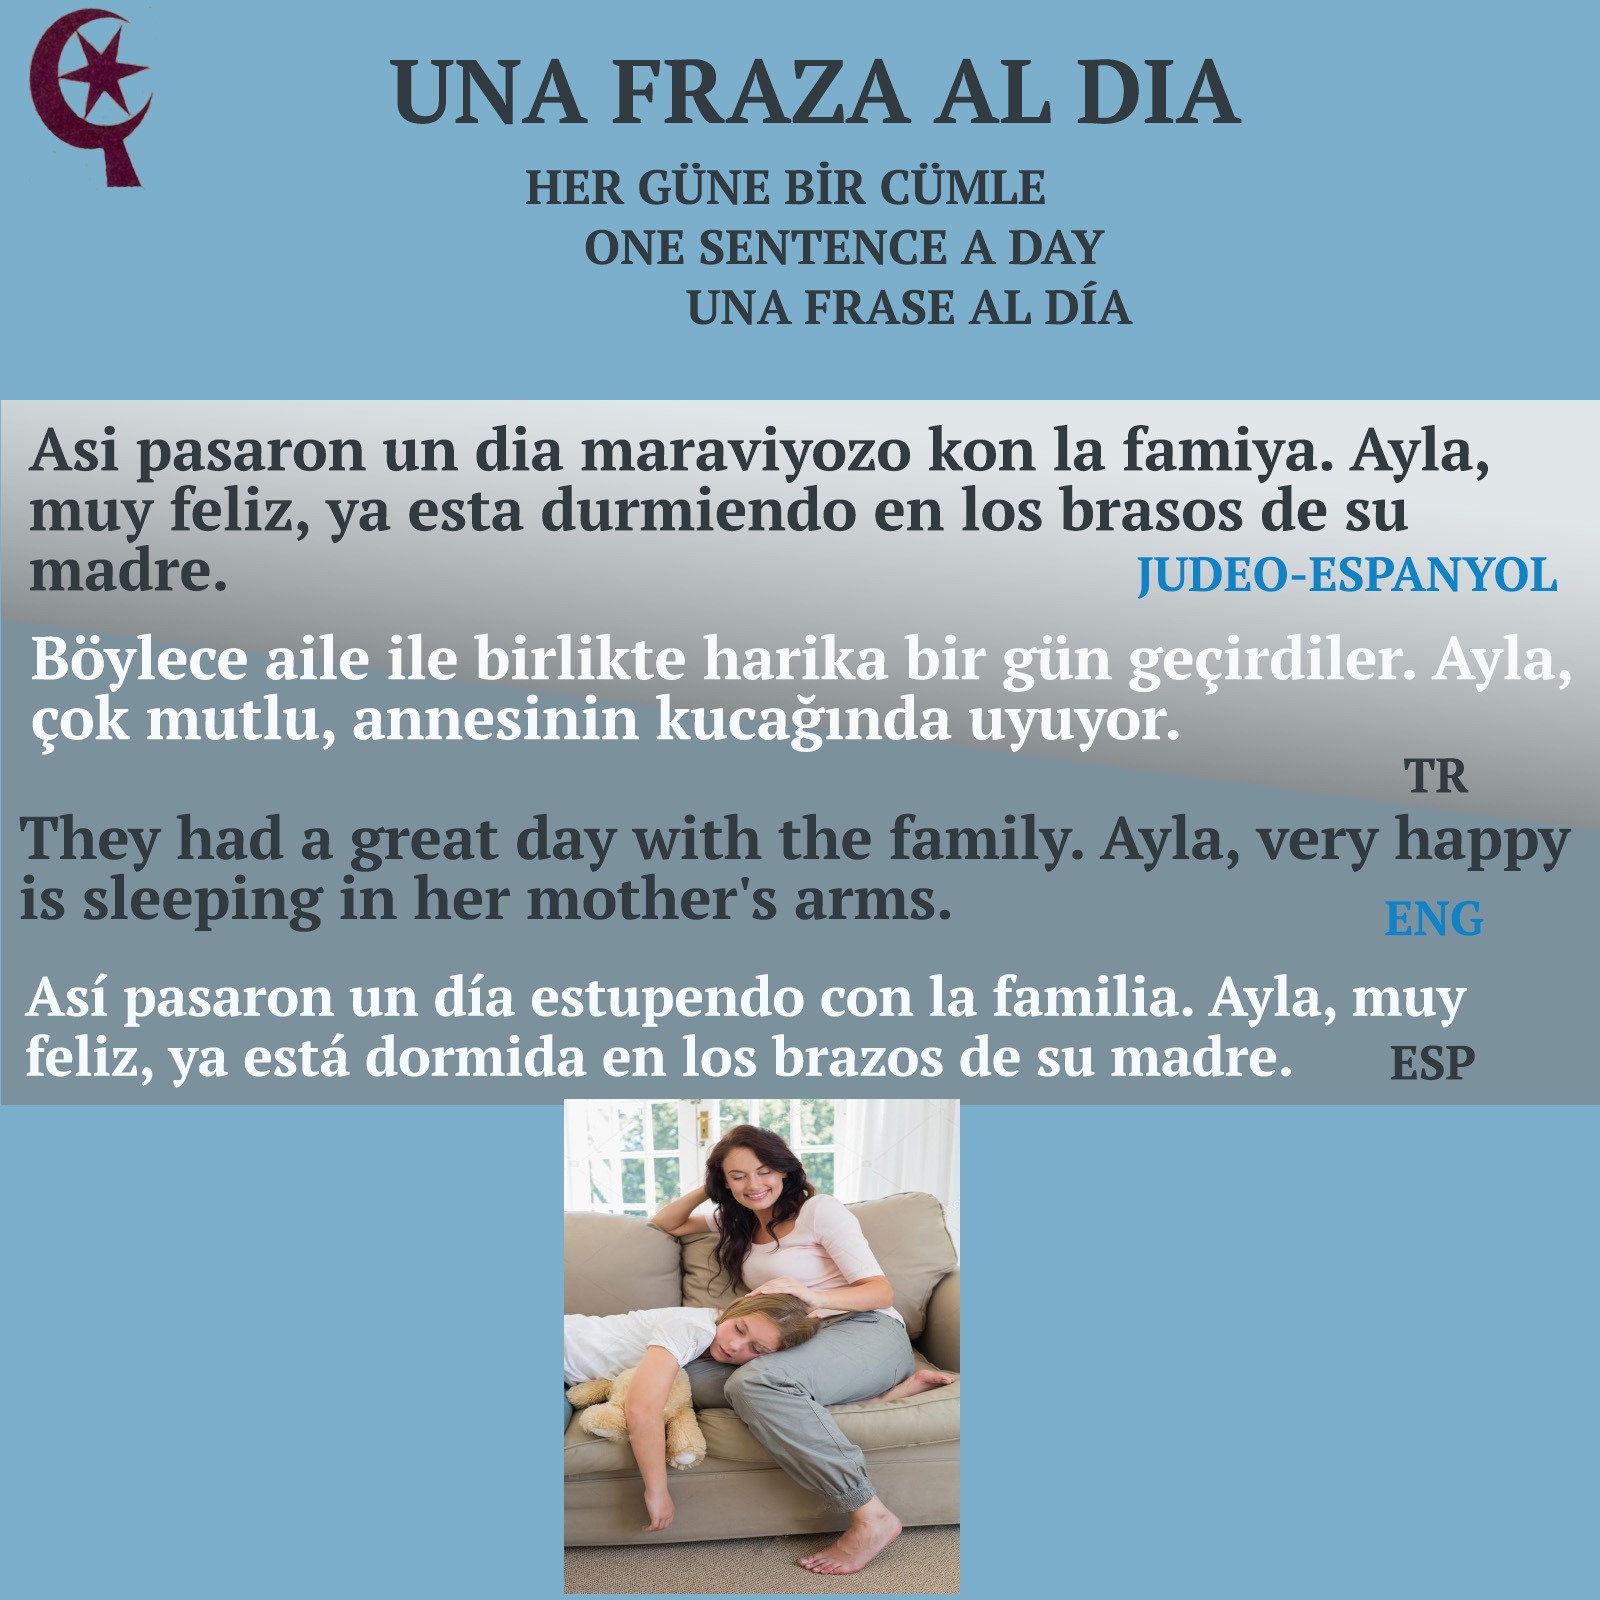 UNA FRAZA AL DIA
HER GÜNE BİR CÜMLE
ONE SENTENCE A DAY
UNA FRASE AL DÍA
Asi pasaron un dia maraviyozo kon la famiya. Ayla,
muy feliz, ya esta durmiendo en los brasos de su
madre.
JUDEO-ESPANYOL
Böylece aile ile birlikte harika bir gün geçirdiler. Ayla,
çok mutlu, annesinin kucağında uyuyor.
TR
They had a great day with the family. Ayla, very happy
is sleeping in her mother's arms.
ENG
Así pasaron un día estupendo con la familia. Ayla, muy
feliz, ya está dormida en los brazos de su madre.
ESP